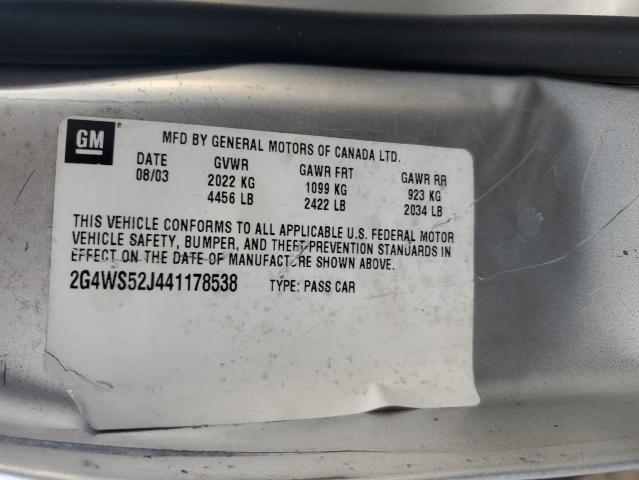 GM
MFD BY GENERAL MOTORS OF CANADA LTD.
DATE GVWR GAWR FRT GAWR RR
08/03 2022 KG 1099 KG 923 KG
4456 LB 2422 LB 2034 LB
THIS VEHICLE CONFORMS TO ALL APPLICABLE U.S. FEDERAL MOTOR
VEHICLE SAFETY, BUMPER, AND THEFT PREVENTION STANDARDS IN
EFFECT ON THE DATE OF MANUFACTURE SHOWN ABOVE.
2G4WS52J441178538 TYPE: PASS CAR